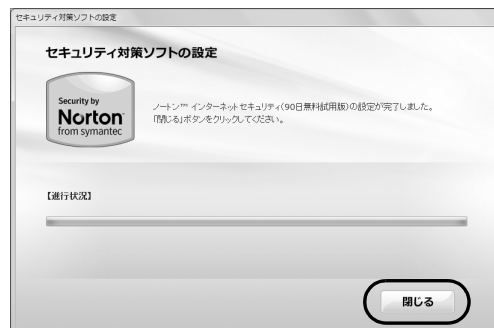 セキュリティ対策ソフトの設定
セキュリティ対策ソフトの設定
Security by
Norton
from symantec
ノートン™ インターネットセキュリティ(90日無料試用版)の設定が完了しました。
「閉じる」ボタンをクリックしてください。
【進行状況】
閉じる